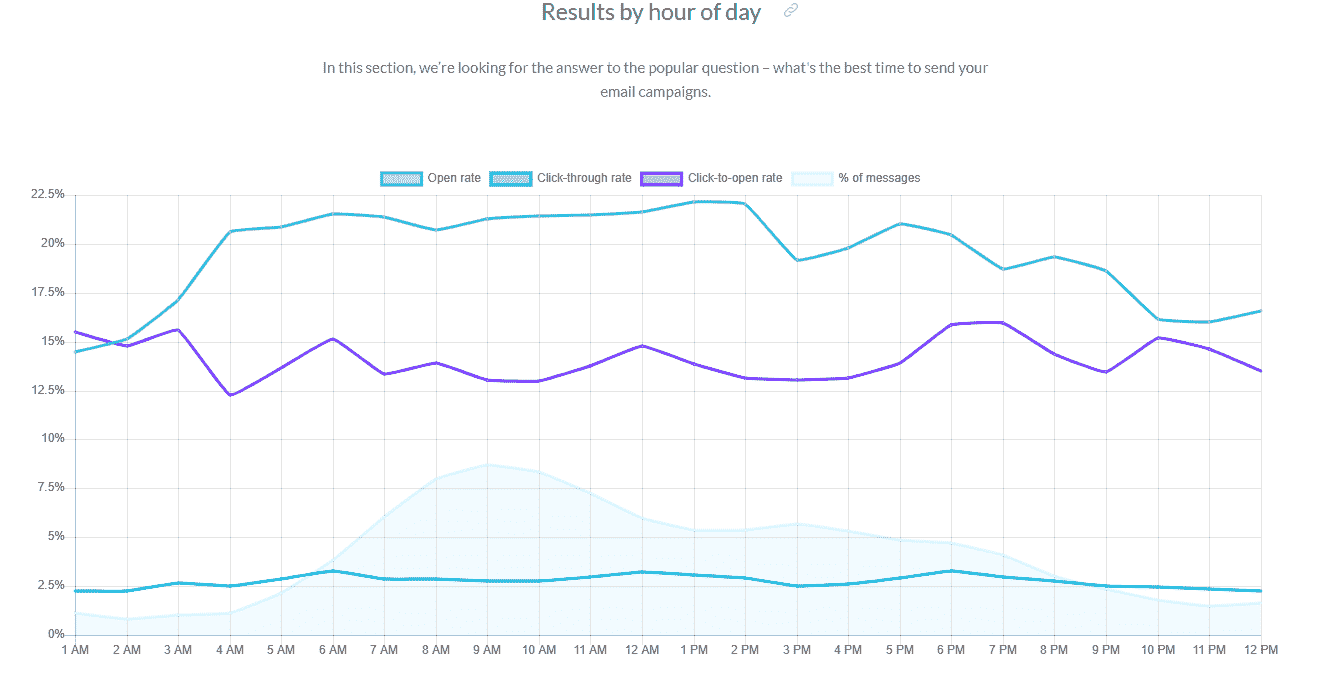 Results by hour of day
In this section, we're looking for the answer to the popular question – what's the best time to send your
email campaigns.
Open rate Click-through rate Click-to-open rate % of messages
22.5%
20%
17.5%
15%
12.5%
10%
7.5%
5%
2.5%
0%
1 AM 2 AM 3 AM 4 AM 5 AM 6 AM 7 AM 8 AM 9 AM 10 AM 11 AM 12 AM 1 PM 2 PM 3 PM 4 PM 5 PM 6 PM 7 PM 8 PM 9 PM 10 PM 11 PM 12 PM